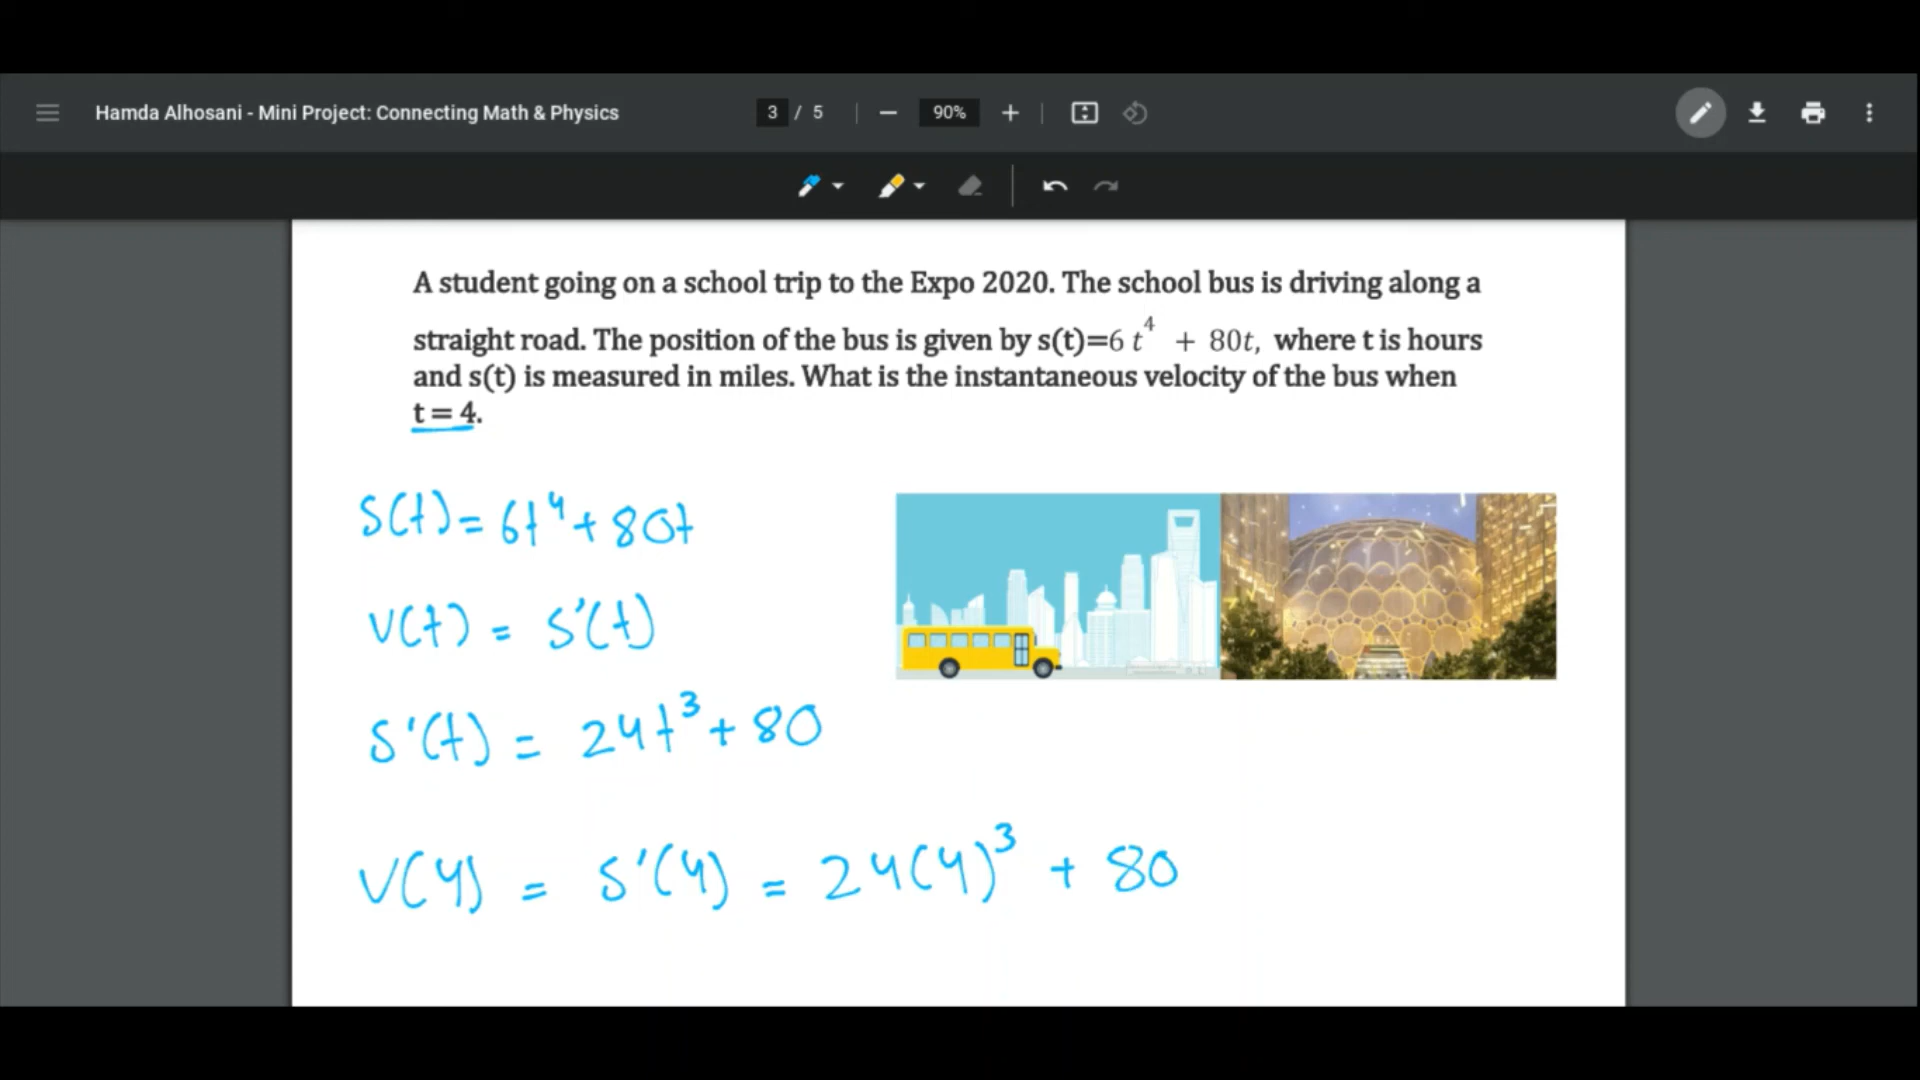 Hamda Alhosani - Mini Project: Connecting Math & Physics 3 / 5 90%
A student going on a school trip to the Expo 2020. The school bus is driving along a
straight road. The position of the bus is given by s(t)=6 t⁴ + 80t, where t is hours
and s(t) is measured in miles. What is the instantaneous velocity of the bus when
t = 4.
S(t) = 6t⁴ + 80t
V(t) = S'(t)
S'(t) = 24t³ + 80
V(4) = S'(4) = 24(4)³ + 80